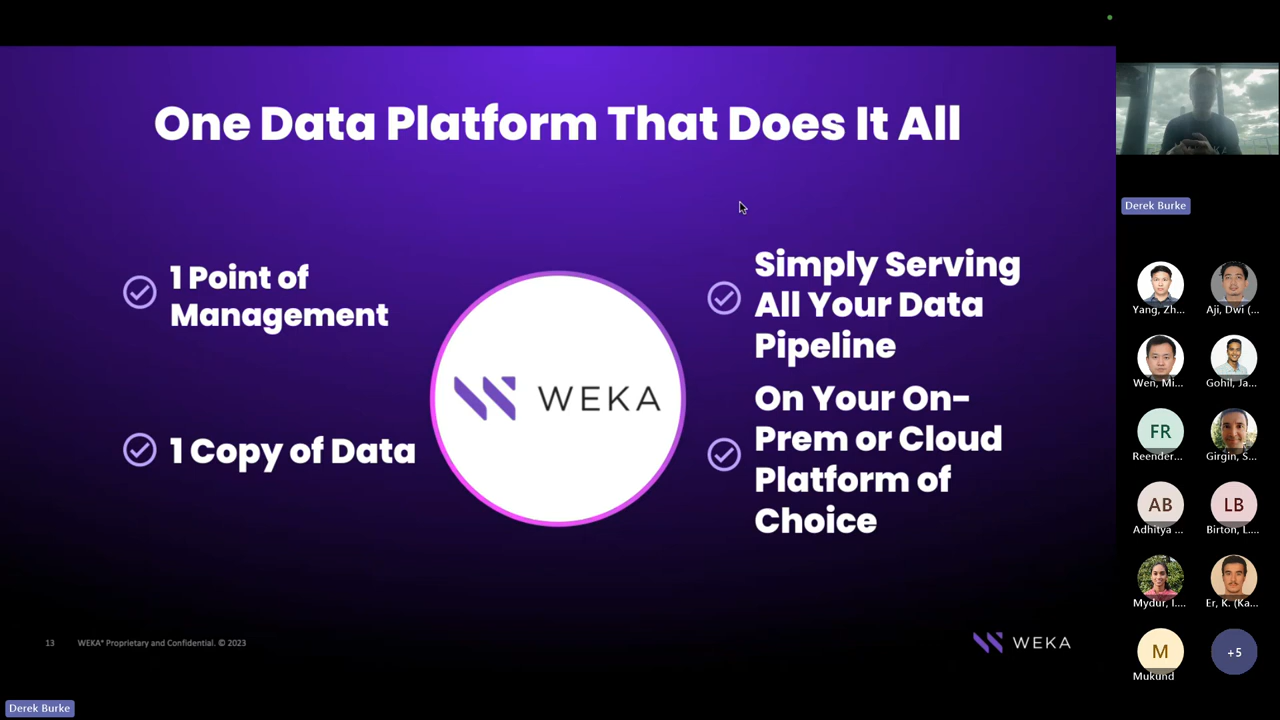 One Data Platform That Does It All
1 Point of
Management
1 Copy of Data
WEKA
Simply Serving
All Your Data
Pipeline
On Your On-
Prem or Cloud
Platform of
Choice
13 WEKA® Proprietary and Confidential. © 2023
WEKA
Derek Burke
Derek Burke
Yang, Zh...
Aji, Dwi (...
Wen, Mi...
Gohil, Ja...
FR
Reender...
Girgin, S...
AB
Adhitya ...
LB
Birton, L....
Mydur, I....
Er, K. (Ka...
M
Mukund
+5